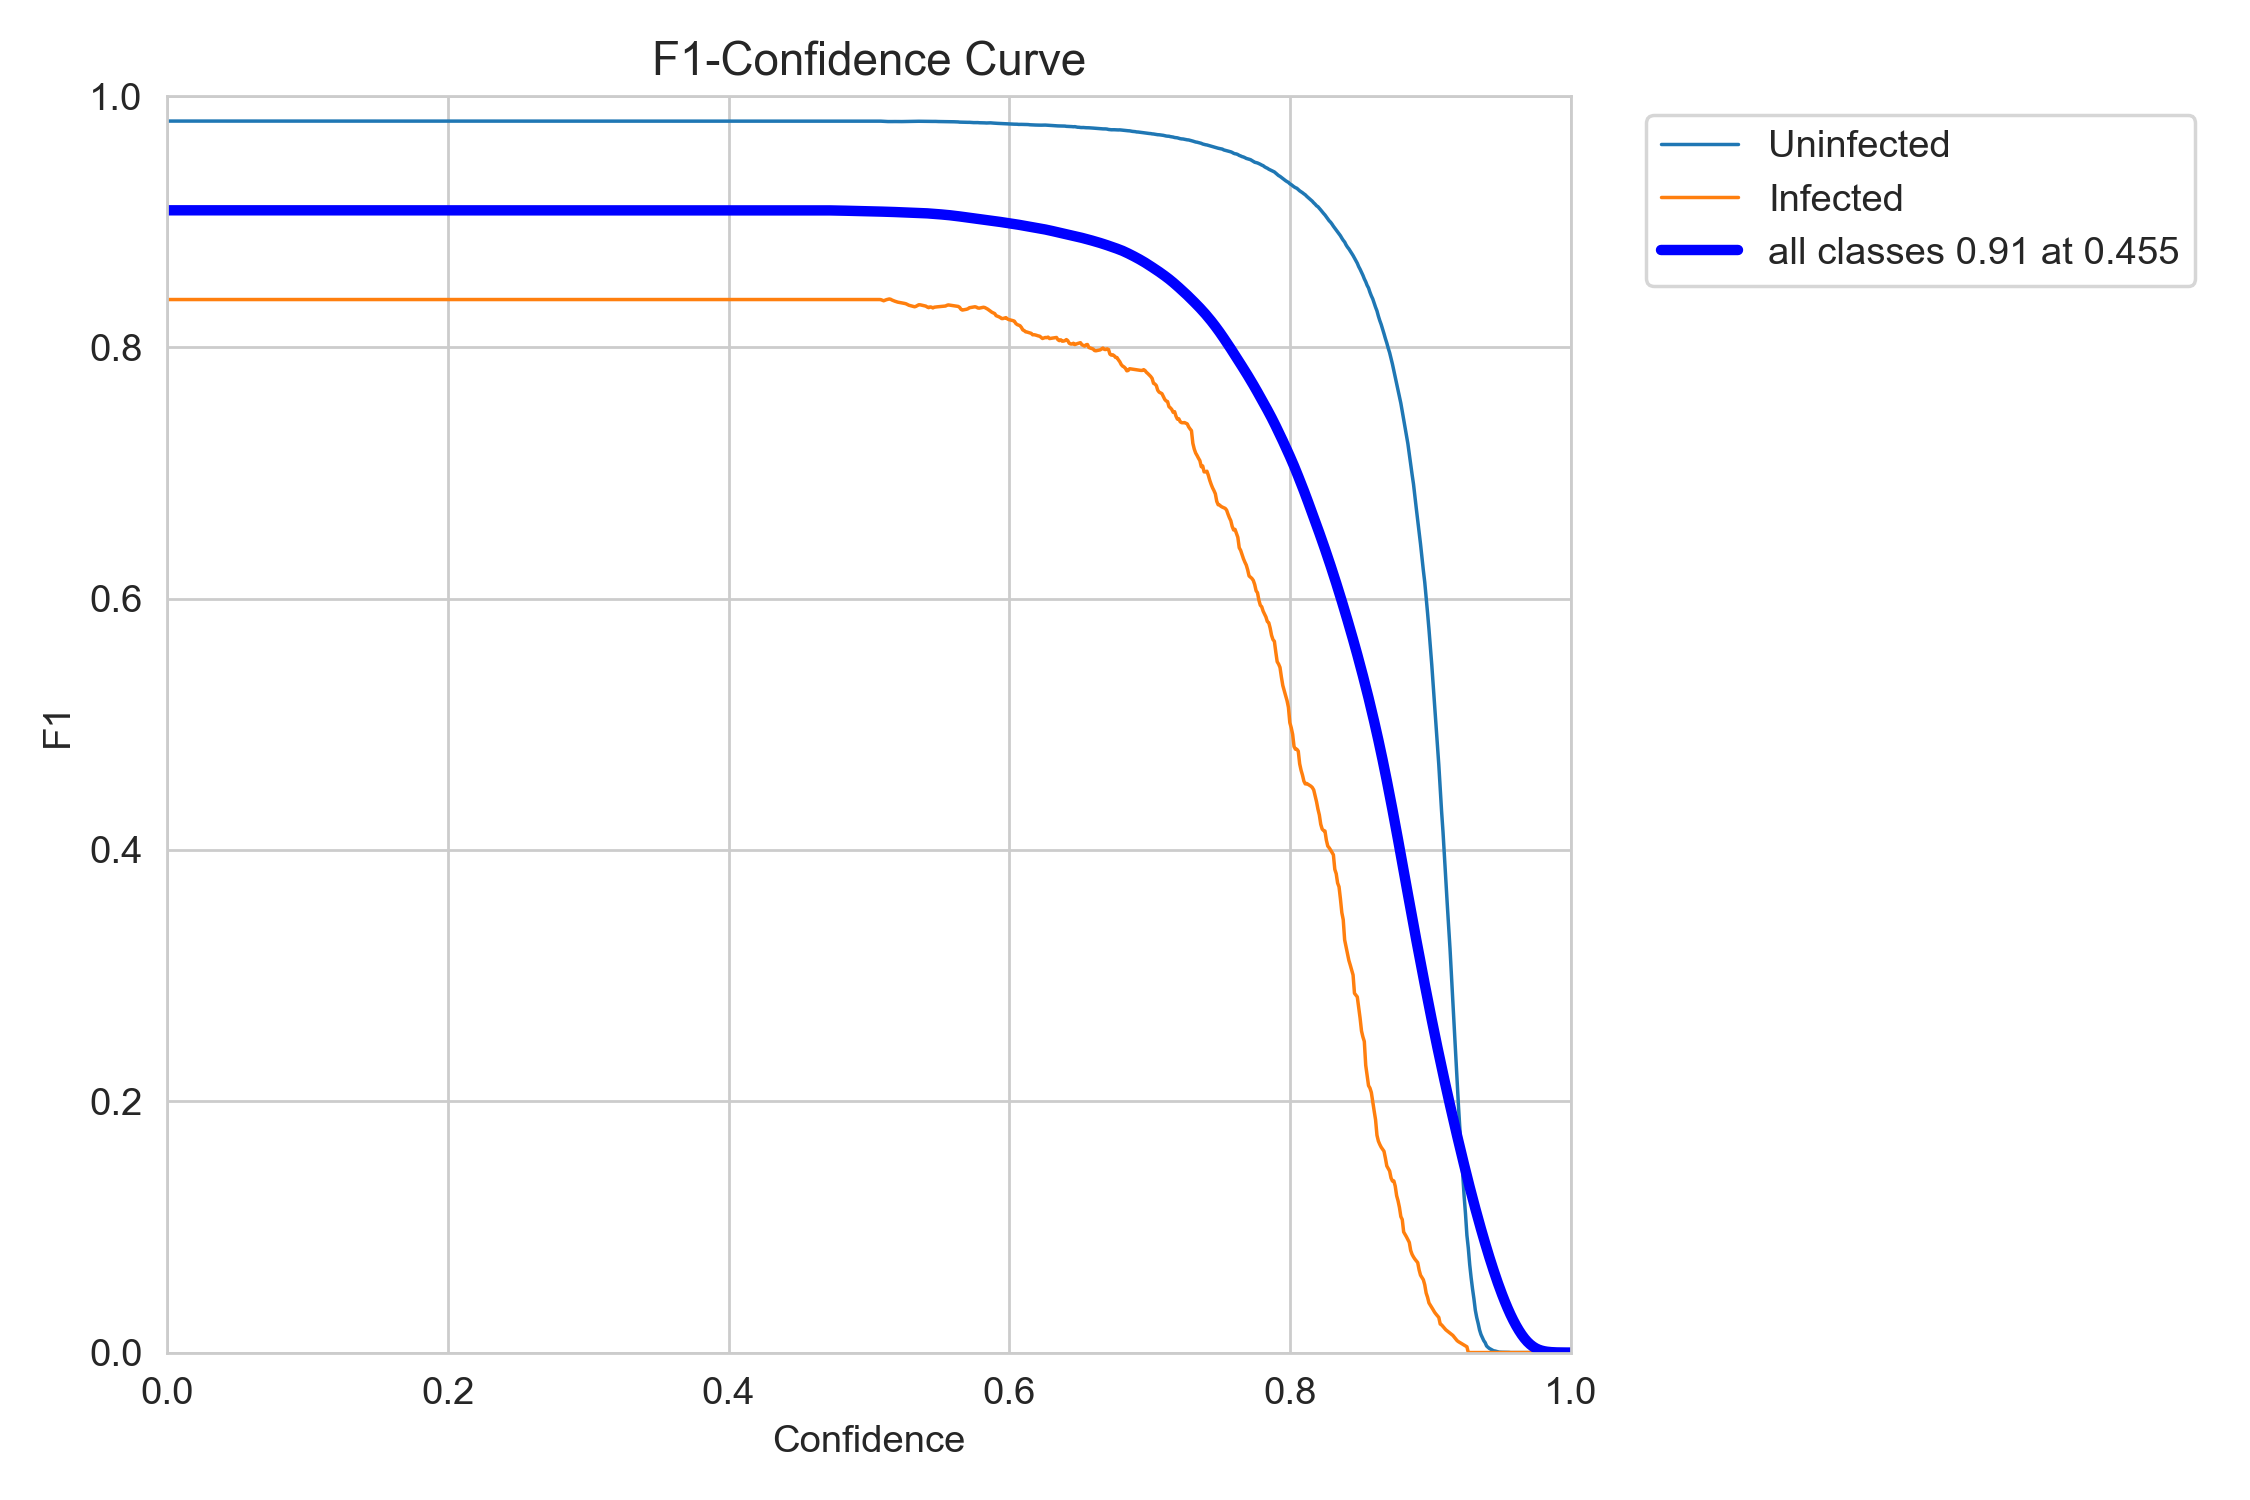 F1-Confidence Curve
1.0
0.8
0.6
0.4
0.2
0.0
F1
0.0 0.2 0.4 0.6 0.8 1.0
Confidence
Uninfected
Infected
all classes 0.91 at 0.455